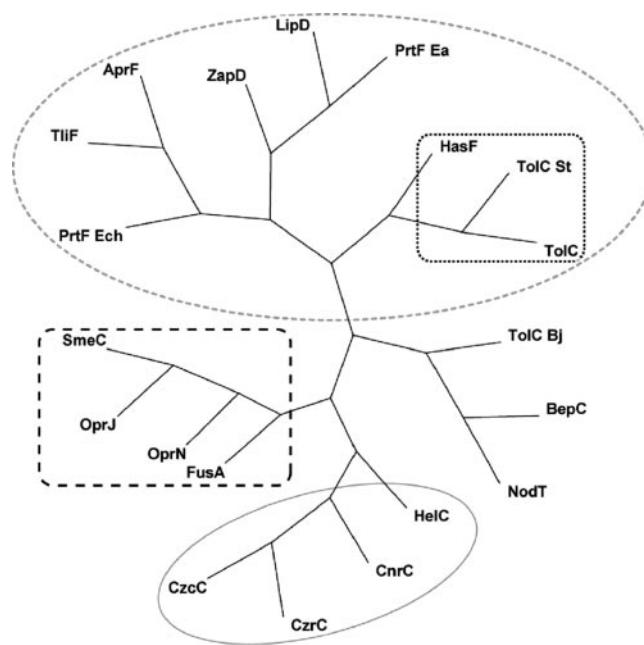 LipD
PrtF Ea
AprF
ZapD
TliF
HasF
TolC St
PrtF Ech
TolC
SmeC
TolC Bj
OprJ
BepC
OprN
FusA
NodT
HelC
CnrC
CzcC
CzrC